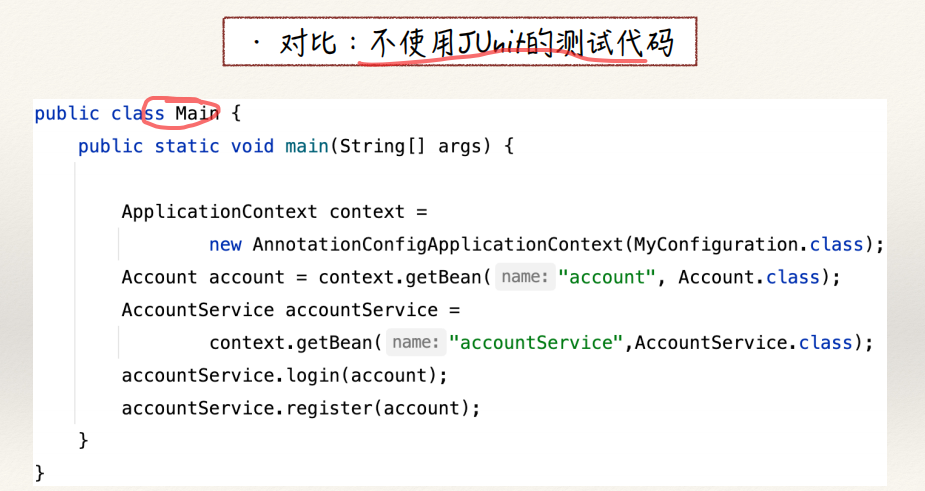 · 对比：不使用JUnit的测试代码
public class Main {
public static void main(String[] args) {
ApplicationContext context =
new AnnotationConfigApplicationContext(MyConfiguration.class);
Account account = context.getBean( name: "account", Account.class);
AccountService accountService =
context.getBean( name: "accountService",AccountService.class);
accountService.login(account);
accountService.register(account);
}
}